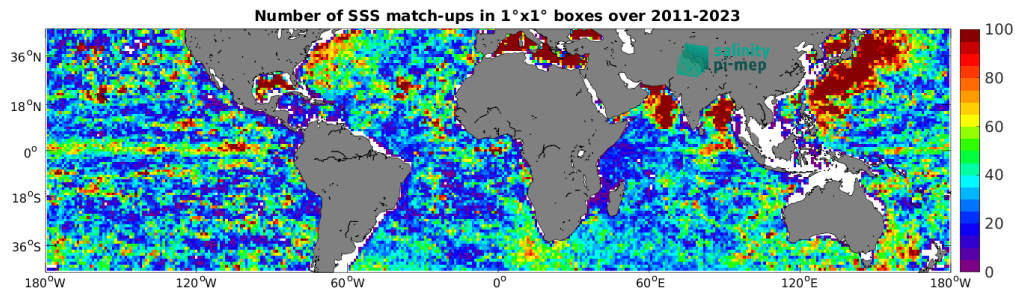 Number of SSS match-ups in 1°x1° boxes over 2011-2023
salinity
pi-mep
36°N
18°N
0°
18°S
36°S
180°W 120°W 60°W 0° 60°E 120°E 180°W
100
80
60
40
20
0